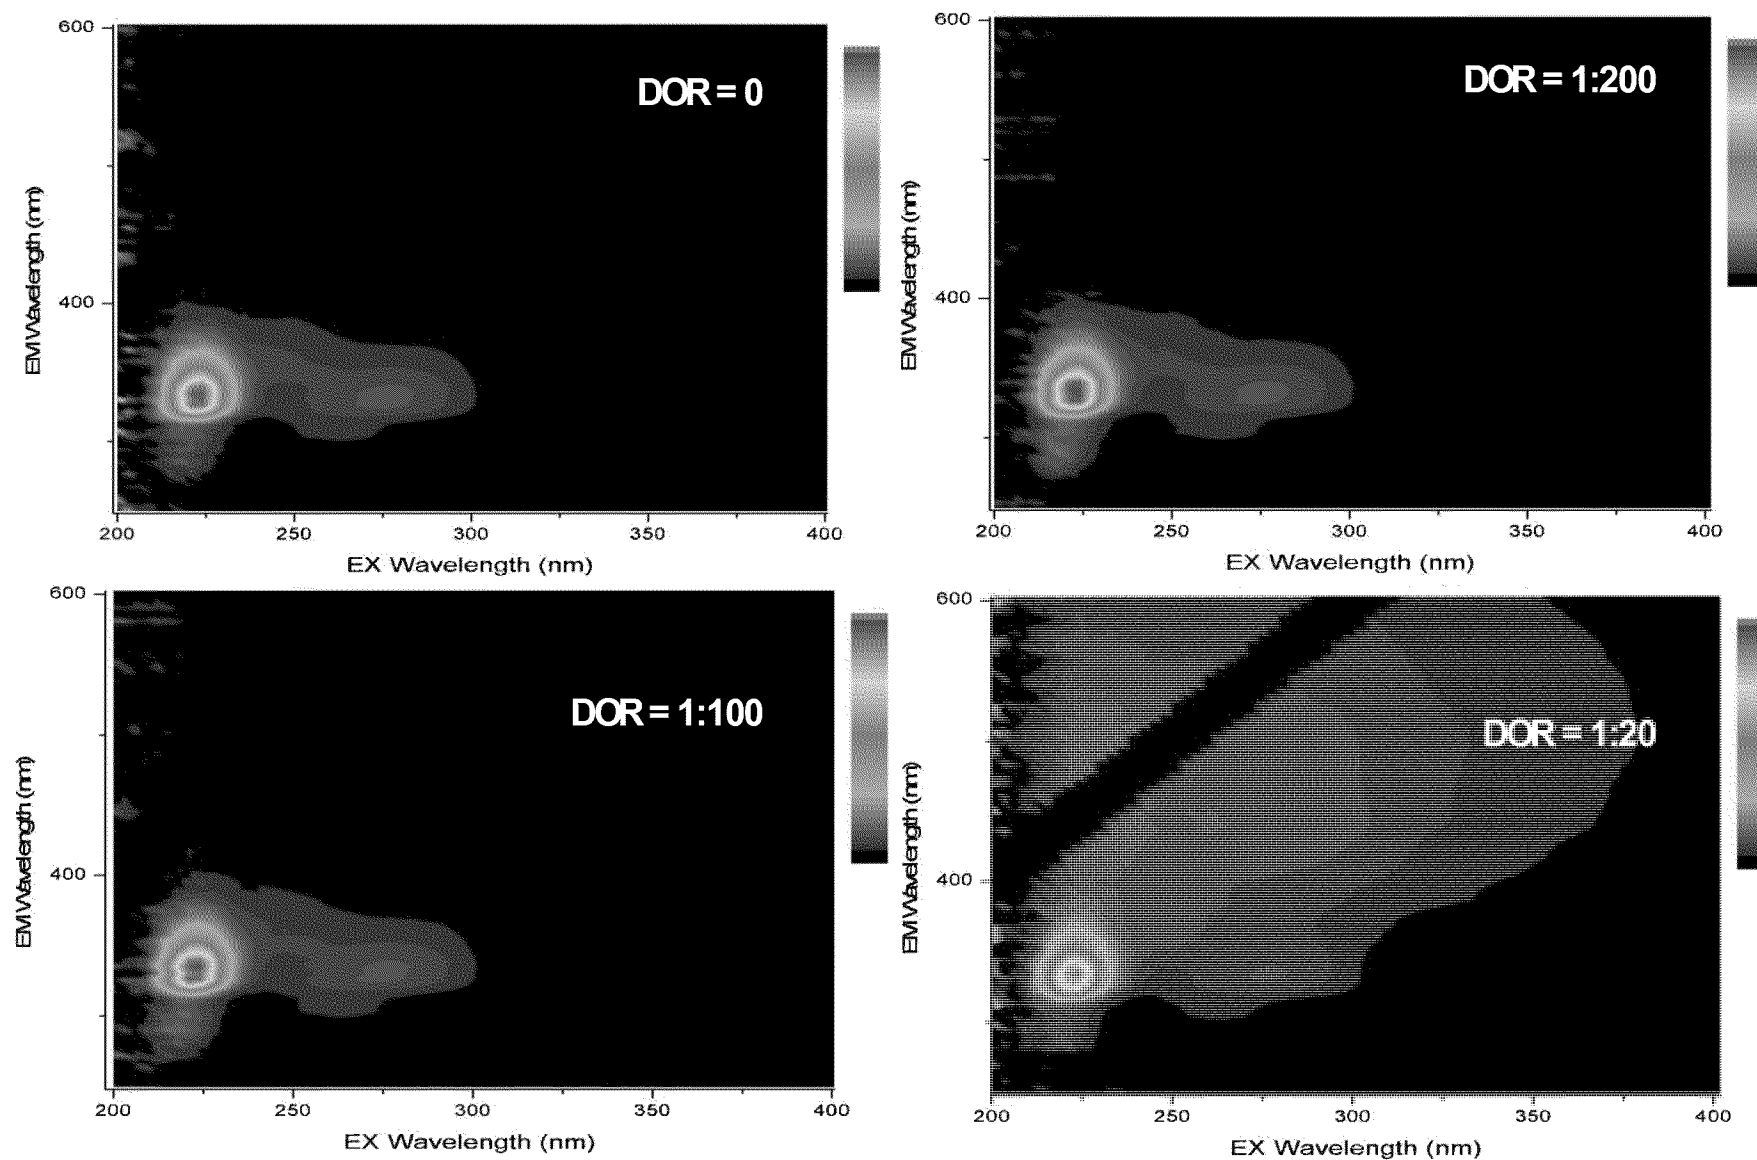 600
400
EM Wavelength (nm)
DOR = 0
200 250 300 350 400
EX Wavelength (nm)
600
400
EM Wavelength (nm)
DOR = 1:200
200 250 300 350 400
EX Wavelength (nm)
600
400
EM Wavelength (nm)
DOR = 1:100
200 250 300 350 400
EX Wavelength (nm)
600
400
EM Wavelength (nm)
DOR = 1:20
200 250 300 350 400
EX Wavelength (nm)